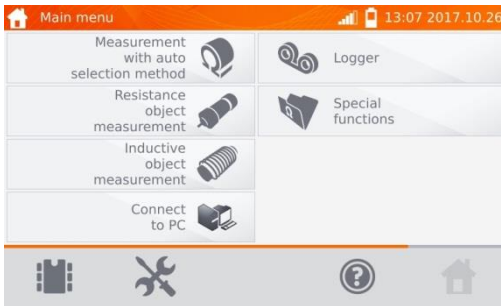 Main menu
13:07 2017.10.26
Measurement
with auto
selection method
Logger
Resistance
object
measurement
Special
functions
Inductive
object
measurement
Connect
to PC